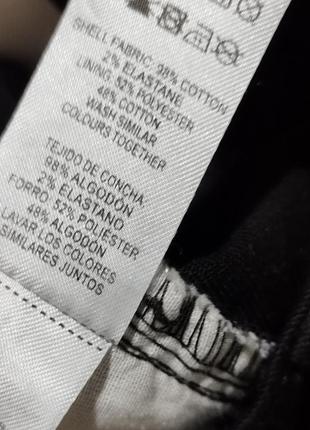 SHELL FABRIC: 98% COTTON
2% ELASTANE
LINING: 52% POLYESTER
48% COTTON
WASH SIMILAR
COLOURS TOGETHER
TEJIDO DE CONCHA
98% ALGODÓN
2% ELASTANO
FORRO: 52% POLIÉSTER
48% ALGODÓN
LAVAR LOS COLORES
SIMILARES JUNTOS